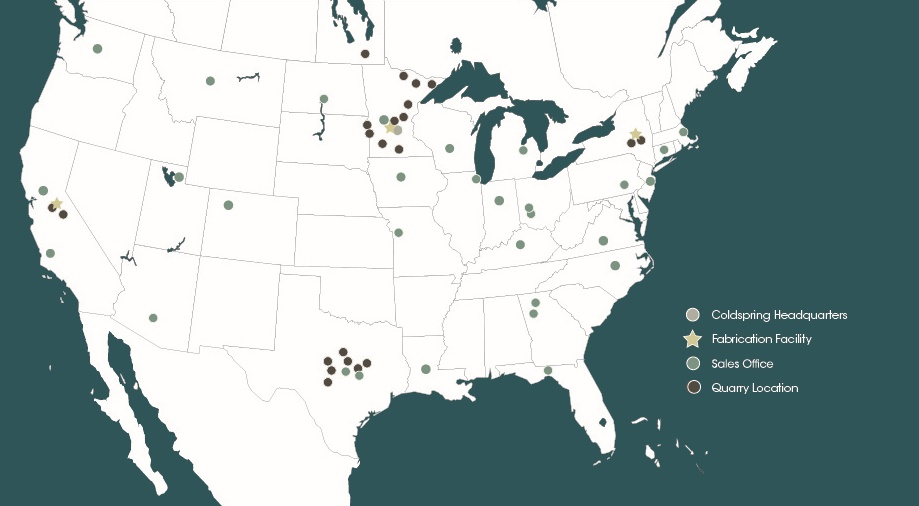 Coldspring Headquarters
Fabrication Facility
Sales Office
Quarry Location